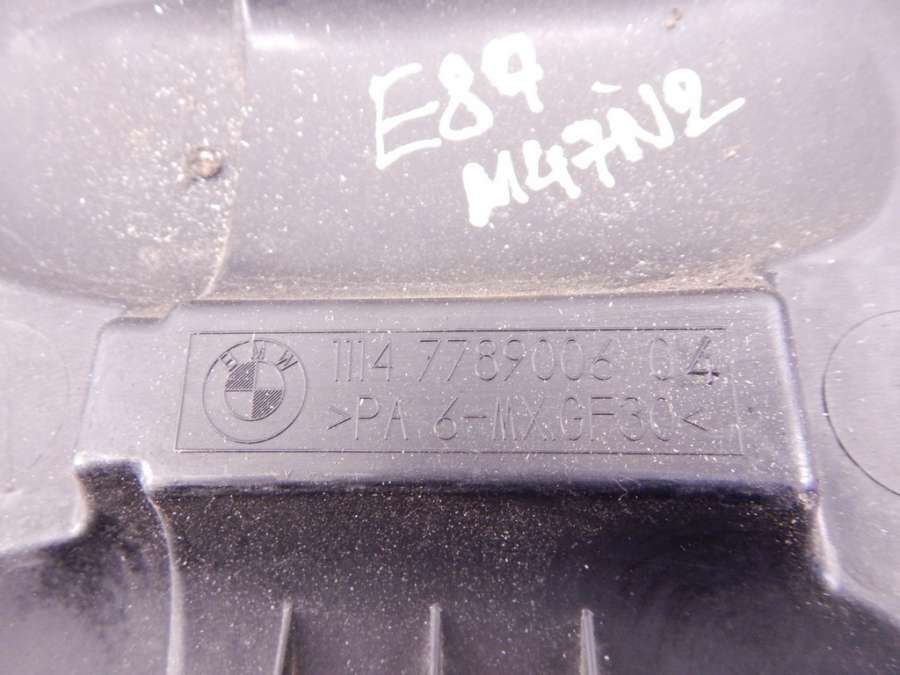 E87
M47N2
BMW
1114 7789006 04
>PA 6-MX.GF30<